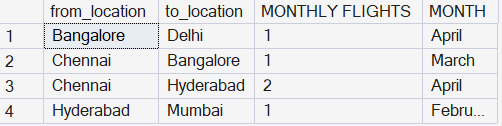 from_location to_location MONTHLY FLIGHTS MONTH
1 Bangalore Delhi 1 April
2 Chennai Bangalore 1 March
3 Chennai Hyderabad 2 April
4 Hyderabad Mumbai 1 Febru...